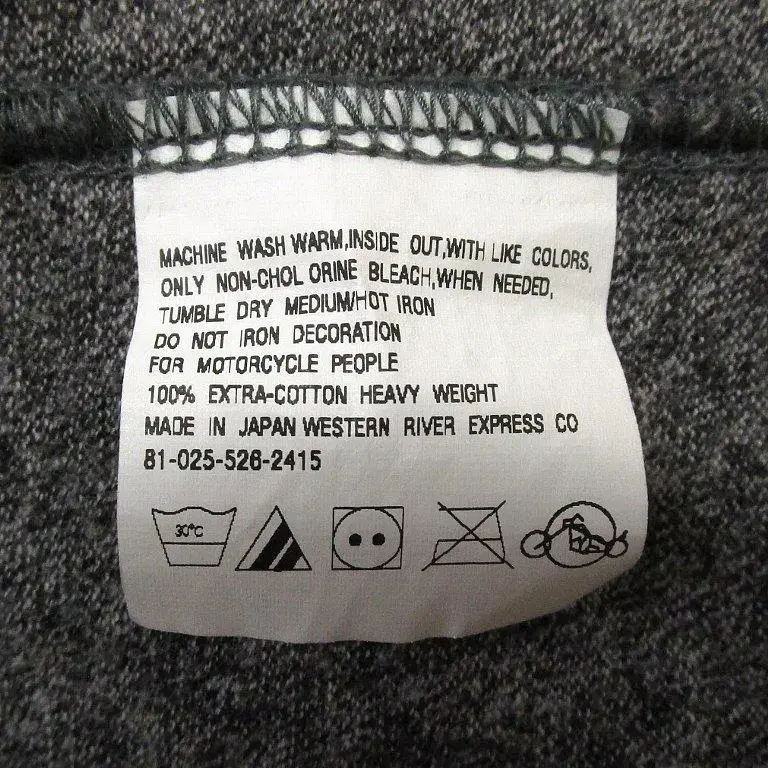 MACHINE WASH WARM,INSIDE OUT,WITH LIKE COLORS,
ONLY NON-CHOL ORINE BLEACH,WHEN NEEDED,
TUMBLE DRY MEDIUM/HOT IRON
DO NOT IRON DECORATION
FOR MOTORCYCLE PEOPLE
100% EXTRA-COTTON HEAVY WEIGHT
MADE IN JAPAN WESTERN RIVER EXPRESS CO
81-025-526-2415
30°C